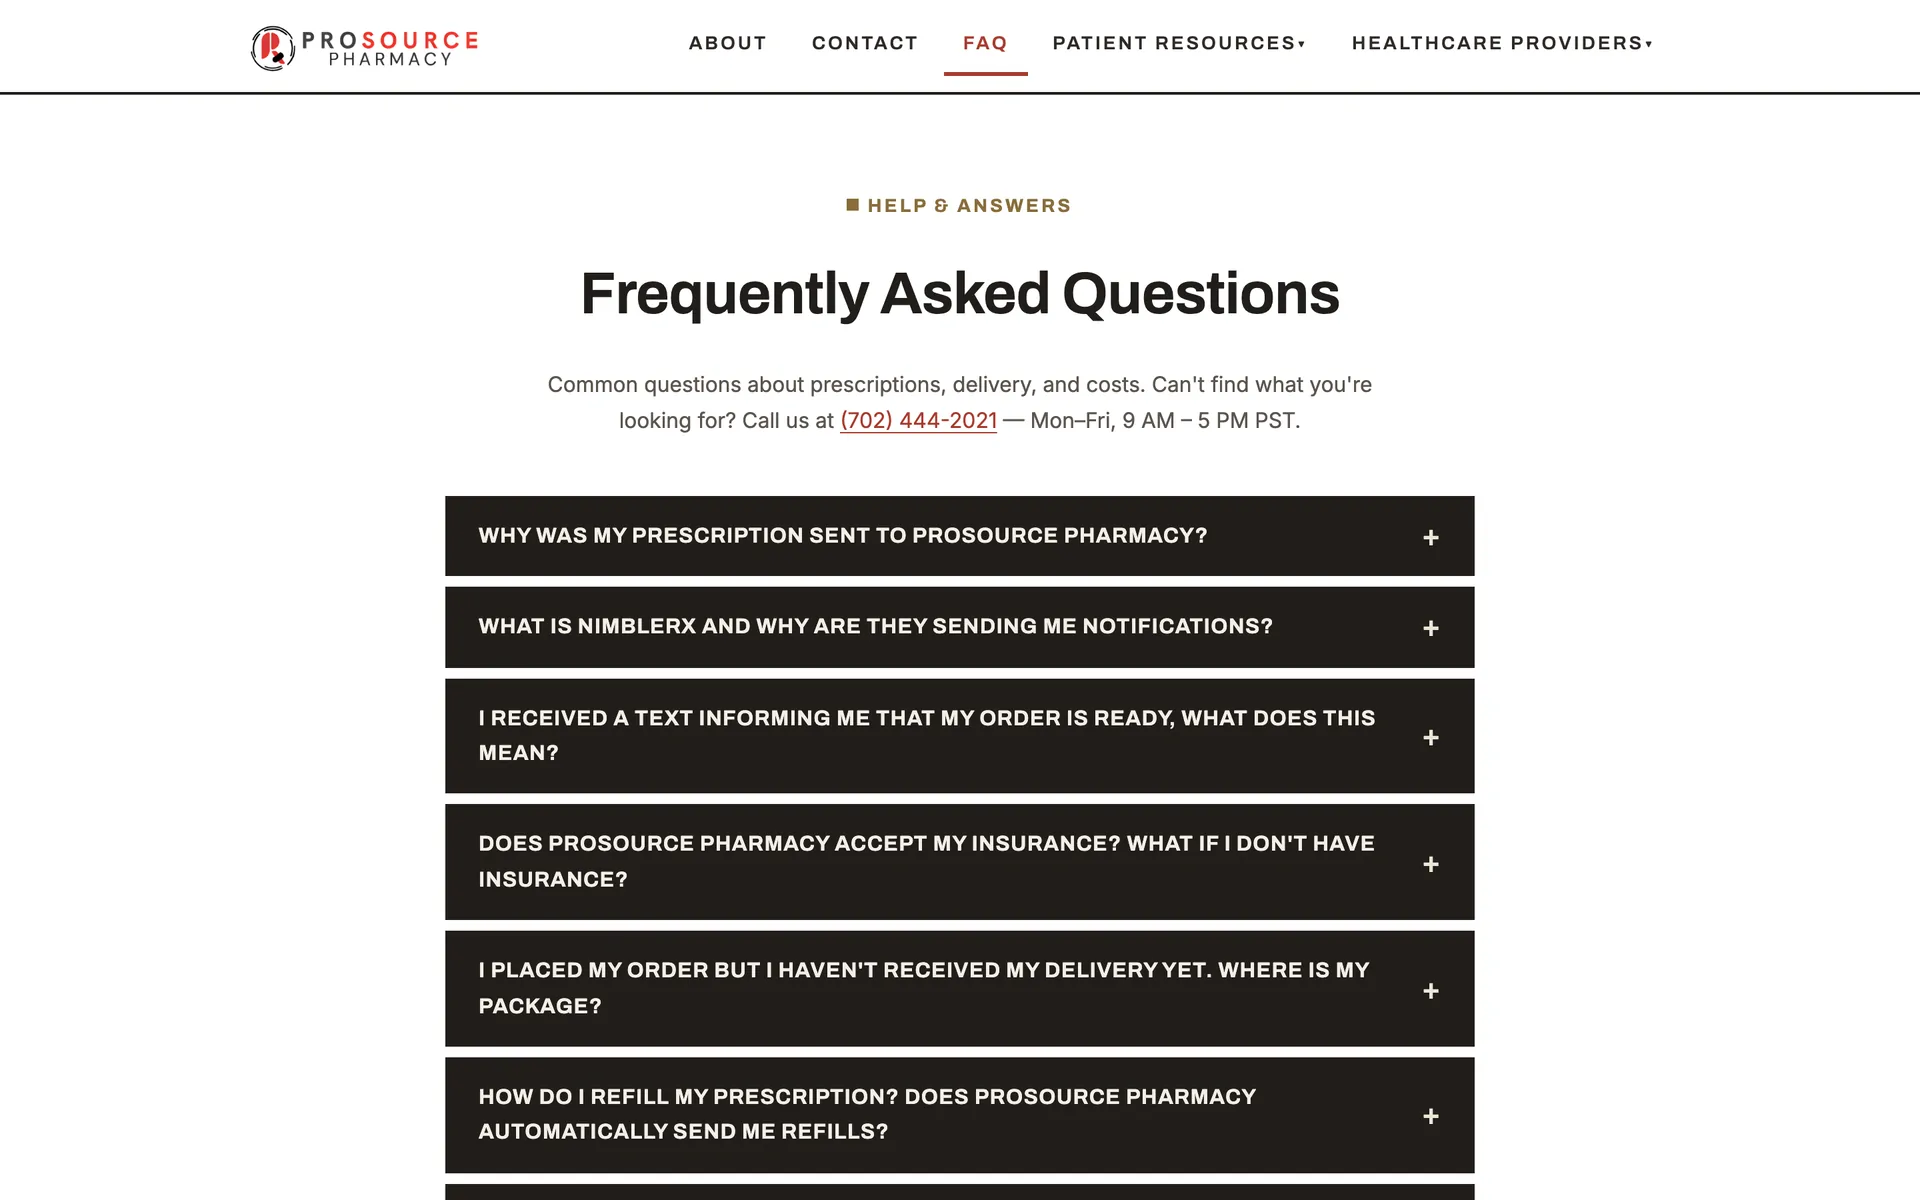 PROSOURCE
PHARMACY
ABOUT
CONTACT
FAQ
PATIENT RESOURCES▾
HEALTHCARE PROVIDERS▾
HELP & ANSWERS
Frequently Asked Questions
Common questions about prescriptions, delivery, and costs. Can't find what you're
looking for? Call us at (702) 444-2021 — Mon–Fri, 9 AM – 5 PM PST.
WHY WAS MY PRESCRIPTION SENT TO PROSOURCE PHARMACY? +
WHAT IS NIMBLERX AND WHY ARE THEY SENDING ME NOTIFICATIONS? +
I RECEIVED A TEXT INFORMING ME THAT MY ORDER IS READY, WHAT DOES THIS
MEAN? +
DOES PROSOURCE PHARMACY ACCEPT MY INSURANCE? WHAT IF I DON'T HAVE
INSURANCE? +
I PLACED MY ORDER BUT I HAVEN'T RECEIVED MY DELIVERY YET. WHERE IS MY
PACKAGE? +
HOW DO I REFILL MY PRESCRIPTION? DOES PROSOURCE PHARMACY
AUTOMATICALLY SEND ME REFILLS? +